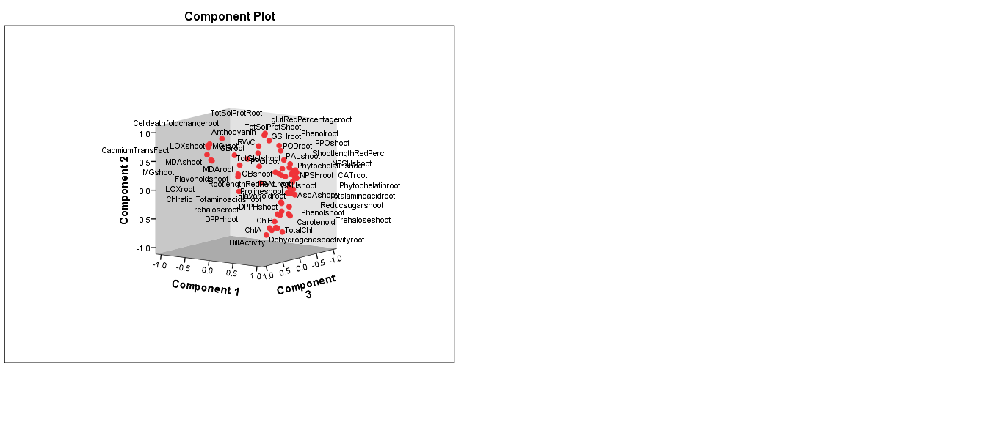 Component Plot
TotSolProtRoot
glutRedPercentageroot
Celldeathfoldchangeroot
TotSolProtShoot
Anthocyanin
GSHroot
Phenolroot
1.0
RWC
PPOshoot
LOXshoot
PODroot
CadmiumTransFact
PALshoot
ShootlengthRedPerc
0.5
MDAshoot
PPOroot
NPSHshoot
Phytochelatinshoot
MDAroot
MGshoot
GBshoot
NPSHroot
CATroot
Flavonoidshoot
Phytochelatinroot
0.0
LOXroot
Prolineshoot
AscAshoot
Totalaminoacidroot
Chlratio
Totaminoacidshoot
Flavonoidroot
Reducsugarshoot
Trehaloseroot
DPPHshoot
Phenolshoot
-0.5
DPPHroot
ChlB
Carotenoid
Trehaloseshoot
ChlA
TotalChl
HillActivity
Dehydrogenaseactivityroot
-1.0
Component 2
-1.0 -0.5 0.0 0.5 1.0
1.0 0.5 0.0 -0.5 -1.0
Component 1
Component
3